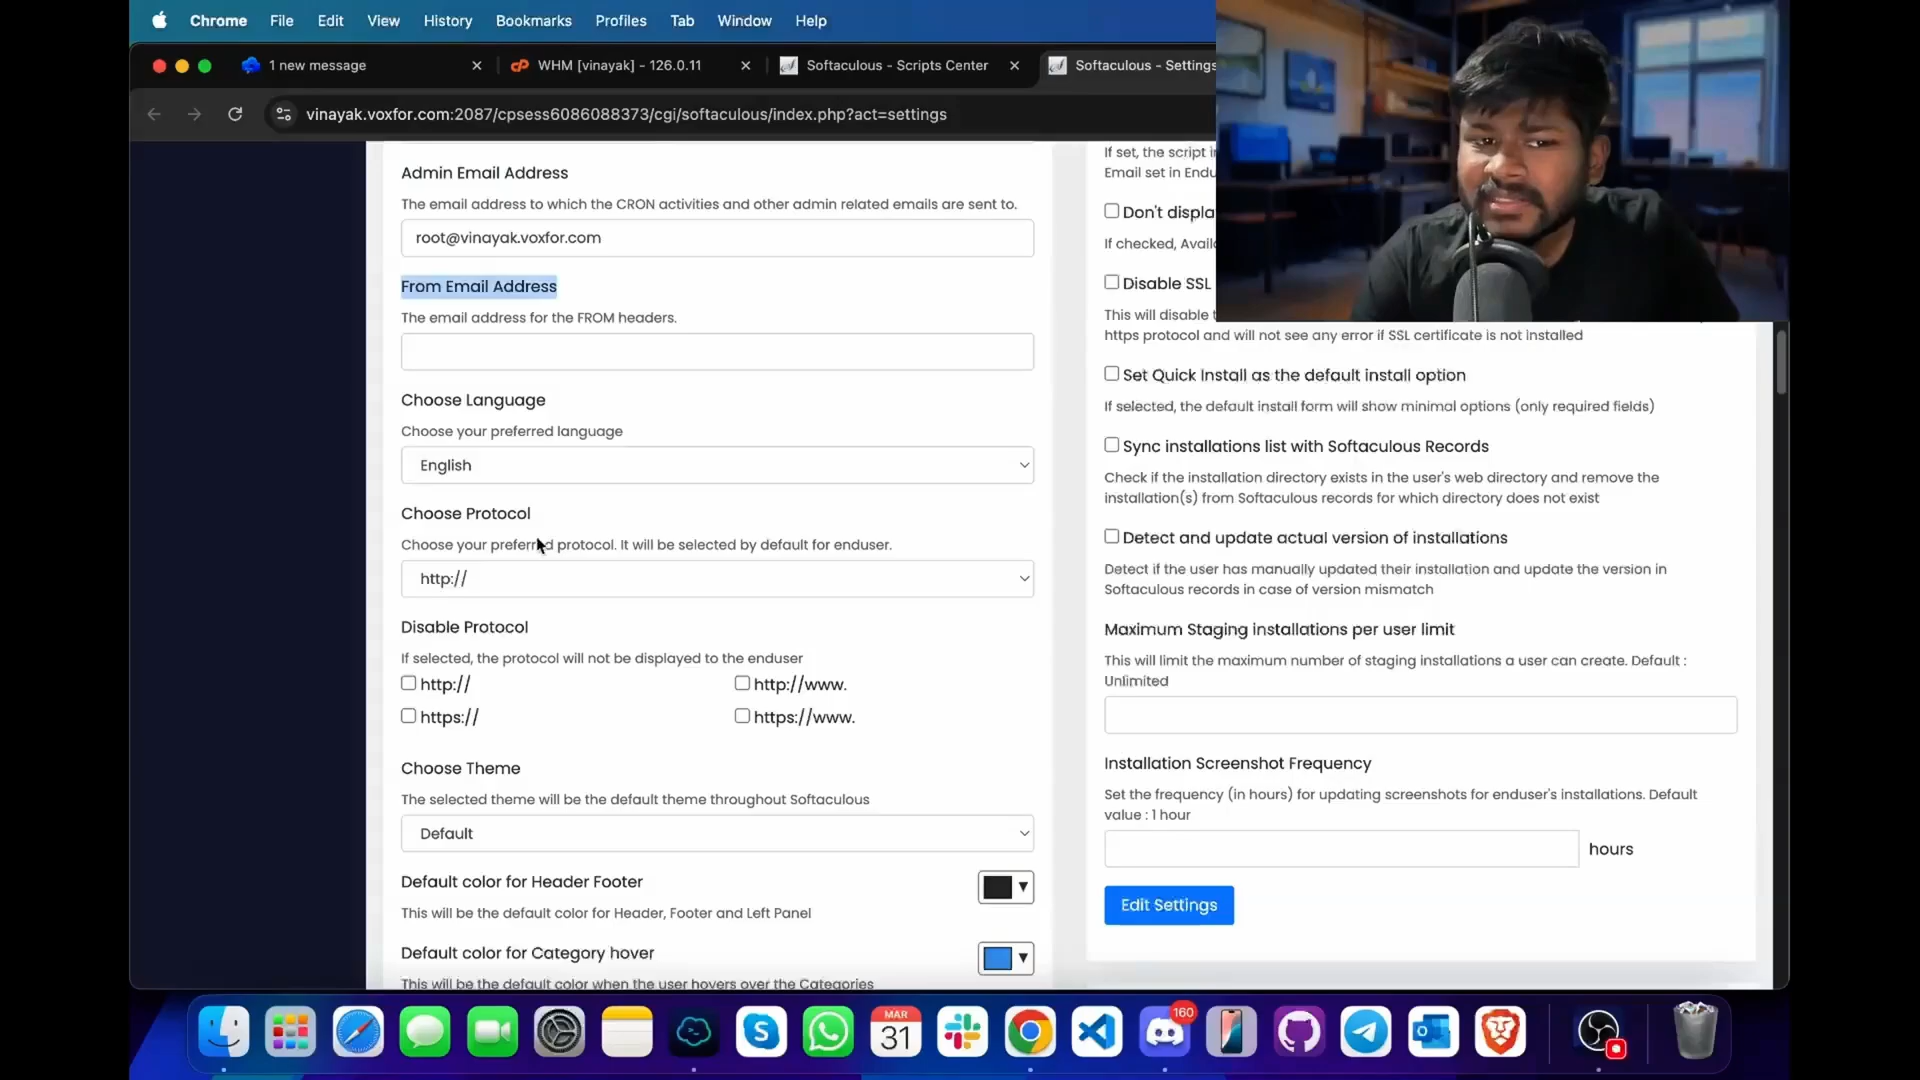 Chrome File Edit View History Bookmarks Profiles Tab Window Help
1 new message
WHM [vinayak] - 126.0.11
Softaculous - Scripts Center
Softaculous - Settings
vinayak.voxfor.com:2087/cpsess6086088373/cgi/softaculous/index.php?act=settings
Admin Email Address
The email address to which the CRON activities and other admin related emails are sent to.
root@vinayak.voxfor.com
From Email Address
The email address for the FROM headers.
Choose Language
Choose your preferred language
English
Choose Protocol
Choose your preferred protocol. It will be selected by default for enduser.
http://
Disable Protocol
If selected, the protocol will not be displayed to the enduser
http://
http://www.
https://
https://www.
Choose Theme
The selected theme will be the default theme throughout Softaculous
Default
Default color for Header Footer
This will be the default color for Header, Footer and Left Panel
Default color for Category hover
This will be the default color when the user hovers over the Categories
If set, the script
Email set in
Don't
If checked,
Disable SSL
This will disable
https protocol and will not see any error if SSL certificate is not installed
Set Quick Install as the default install option
If selected, the default install form will show minimal options (only required fields)
Sync installations list with Softaculous Records
Check if the installation directory exists in the user's web directory and remove the
installation(s) from Softaculous records for which directory does not exist
Detect and update actual version of installations
Detect if the user has manually updated their installation and update the version in
Softaculous records in case of version mismatch
Maximum Staging installations per user limit
This will limit the maximum number of staging installations a user can create. Default :
Unlimited
Installation Screenshot Frequency
Set the frequency (in hours) for updating screenshots for enduser's installations. Default
value : 1 hour
hours
Edit Settings
MAR
31
160